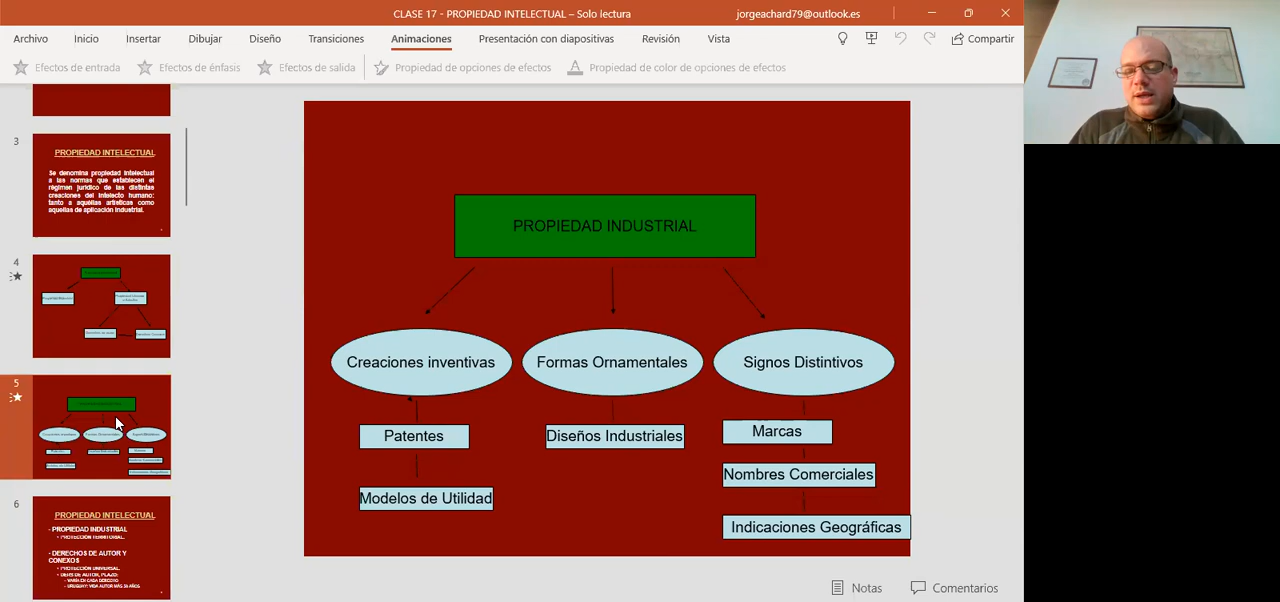 CLASE 17 - PROPIEDAD INTELECTUAL – Solo lectura
jorgeachard79@outlook.es
Archivo
Inicio
Insertar
Dibujar
Diseño
Transiciones
Animaciones
Presentación con diapositivas
Revisión
Vista
Compartir
Efectos de entrada
Efectos de énfasis
Efectos de salida
Propiedad de opciones de efectos
Propiedad de color de opciones de efectos
3
PROPIEDAD INTELECTUAL
Se denomina propiedad intelectual
a las normas que establecen el
régimen jurídico de las distintas
creaciones del intelecto humano:
tanto a aquellas artísticas como
aquellas de aplicación industrial.
4
5
6
PROPIEDAD INTELECTUAL
- PROPIEDAD INDUSTRIAL
• PROTECCIÓN TERRITORIAL.
- DERECHOS DE AUTOR Y
CONEXOS
• PROTECCIÓN UNIVERSAL.
PROPIEDAD INDUSTRIAL
Creaciones inventivas
Formas Ornamentales
Signos Distintivos
Patentes
Diseños Industriales
Marcas
Modelos de Utilidad
Nombres Comerciales
Indicaciones Geográficas
Notas
Comentarios